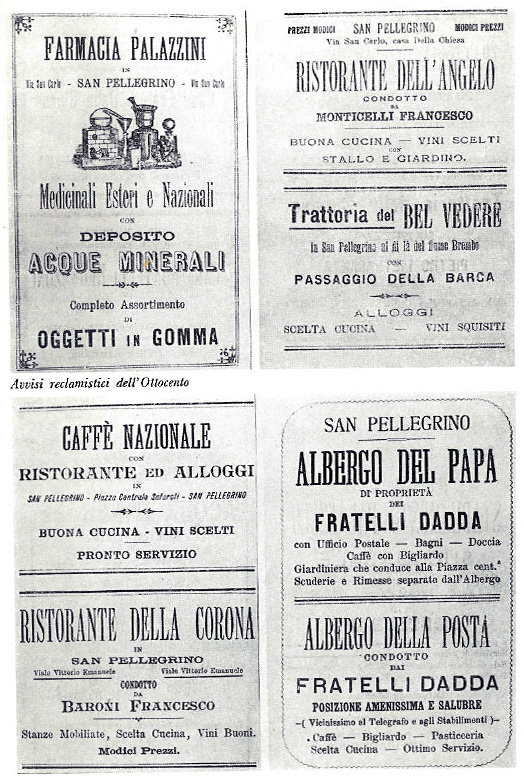 FARMACIA PALAZZINI
IN
Via San Carlo - SAN PELLEGRINO - Via San Carlo
Medicinali Esteri e Nazionali
CON
DEPOSITO
ACQUE MINERALI
Completo Assortimento
DI
OGGETTI IN GOMMA
PREZZI MODICI SAN PELLEGRINO MODICI PREZZI
Via San Carlo, casa Della Chiesa
RISTORANTE DELL'ANGELO
CONDOTTO
DA
MONTICELLI FRANCESCO
BUONA CUCINA — VINI SCELTI
CON
STALLO E GIARDINO.
Trattoria del BEL VEDERE
in San Pellegrino al di là del fiume Brembo
CON
PASSAGGIO DELLA BARCA
ALLOGGI
SCELTA CUCINA — VINI SQUISITI
Avvisi reclamistici dell'Ottocento
CAFFÈ NAZIONALE
CON
RISTORANTE ED ALLOGGI
IN
SAN PELLEGRINO - Piazza Centrale - SAN PELLEGRINO
BUONA CUCINA - VINI SCELTI
PRONTO SERVIZIO
RISTORANTE DELLA CORONA
IN
SAN PELLEGRINO
Viale Vittorio Emanuele Viale Vittorio Emanuele
CONDOTTO
DA
BARONI FRANCESCO
Stanze Mobiliate, Scelta Cucina, Vini Buoni.
Modici Prezzi.
SAN PELLEGRINO
ALBERGO DEL PAPA
DI PROPRIETÀ
DEI
FRATELLI DADDA
con Ufficio Postale — Bagni — Doccia
Caffè con Bigliardo
Giardiniera che conduce alla Piazza cent.ᵉ
Scuderie e Rimesse separate dall'Albergo
ALBERGO DELLA POSTA
CONDOTTO
DAI
FRATELLI DADDA
POSIZIONE AMENISSIMA E SALUBRE
—( Vicinissimo al Telegrafo e agli Stabilimenti )—
Caffè — Bigliardo — Pasticceria
Scelta Cucina — Ottimo Servizio.